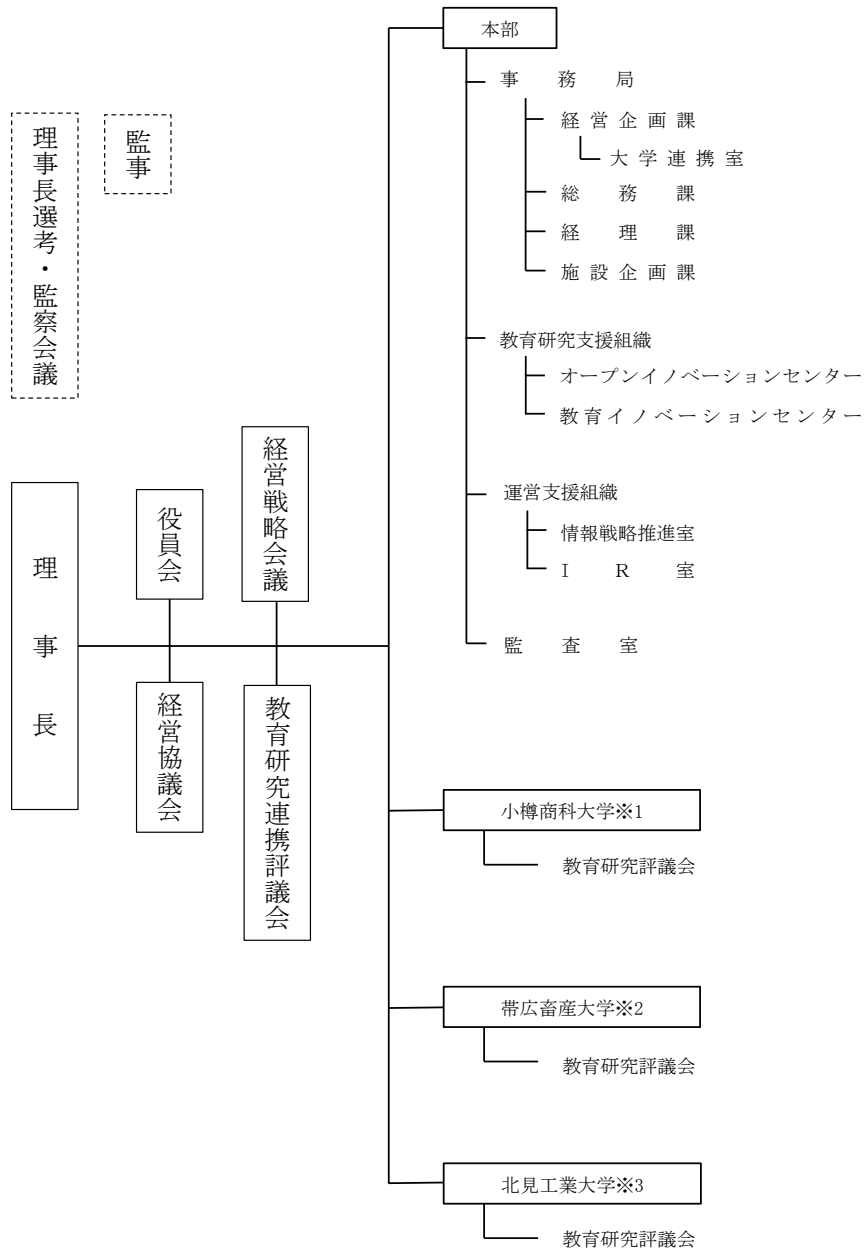 理事長選考・監察会議
監事
理事長
役員会
経営協議会
経営戦略会議
教育研究連携評議会
本部
事務局
経営企画課
大学連携室
総務課
経理課
施設企画課
教育研究支援組織
オープンイノベーションセンター
教育イノベーションセンター
運営支援組織
情報戦略推進室
ＩＲ室
監査室
小樽商科大学※1
教育研究評議会
帯広畜産大学※2
教育研究評議会
北見工業大学※3
教育研究評議会